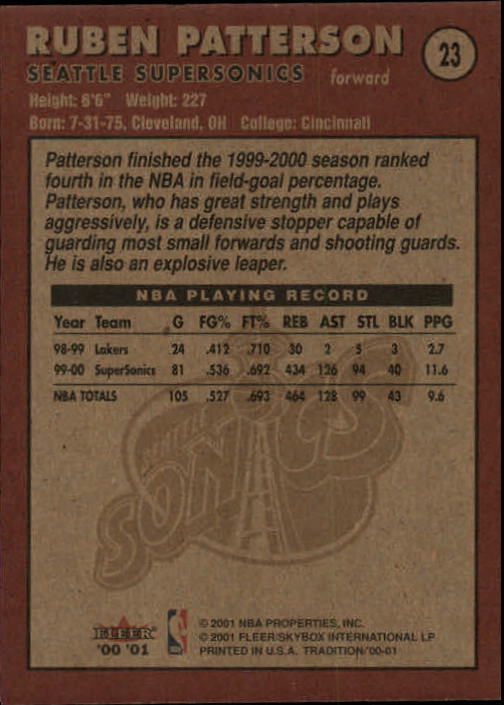 RUBEN PATTERSON
23
SEATTLE SUPERSONICS forward
Height: 6'6" Weight: 227
Born: 7-31-75, Cleveland, OH College: Cincinnati
Patterson finished the 1999-2000 season ranked
fourth in the NBA in field-goal percentage.
Patterson, who has great strength and plays
aggressively, is a defensive stopper capable of
guarding most small forwards and shooting guards.
He is also an explosive leaper.
NBA PLAYING RECORD
Year Team G FG% FT% REB AST STL BLK PPG
98-99 Lakers 24 .412 .710 30 2 5 3 2.7
99-00 SuperSonics 81 .536 .692 434 126 94 40 11.6
NBA TOTALS 105 .527 .693 464 128 99 43 9.6
SEATTLE
SONICS
FLEER
'00 '01
© 2001 NBA PROPERTIES, INC.
© 2001 FLEER/SKYBOX INTERNATIONAL LP
PRINTED IN U.S.A. TRADITION/'00-01